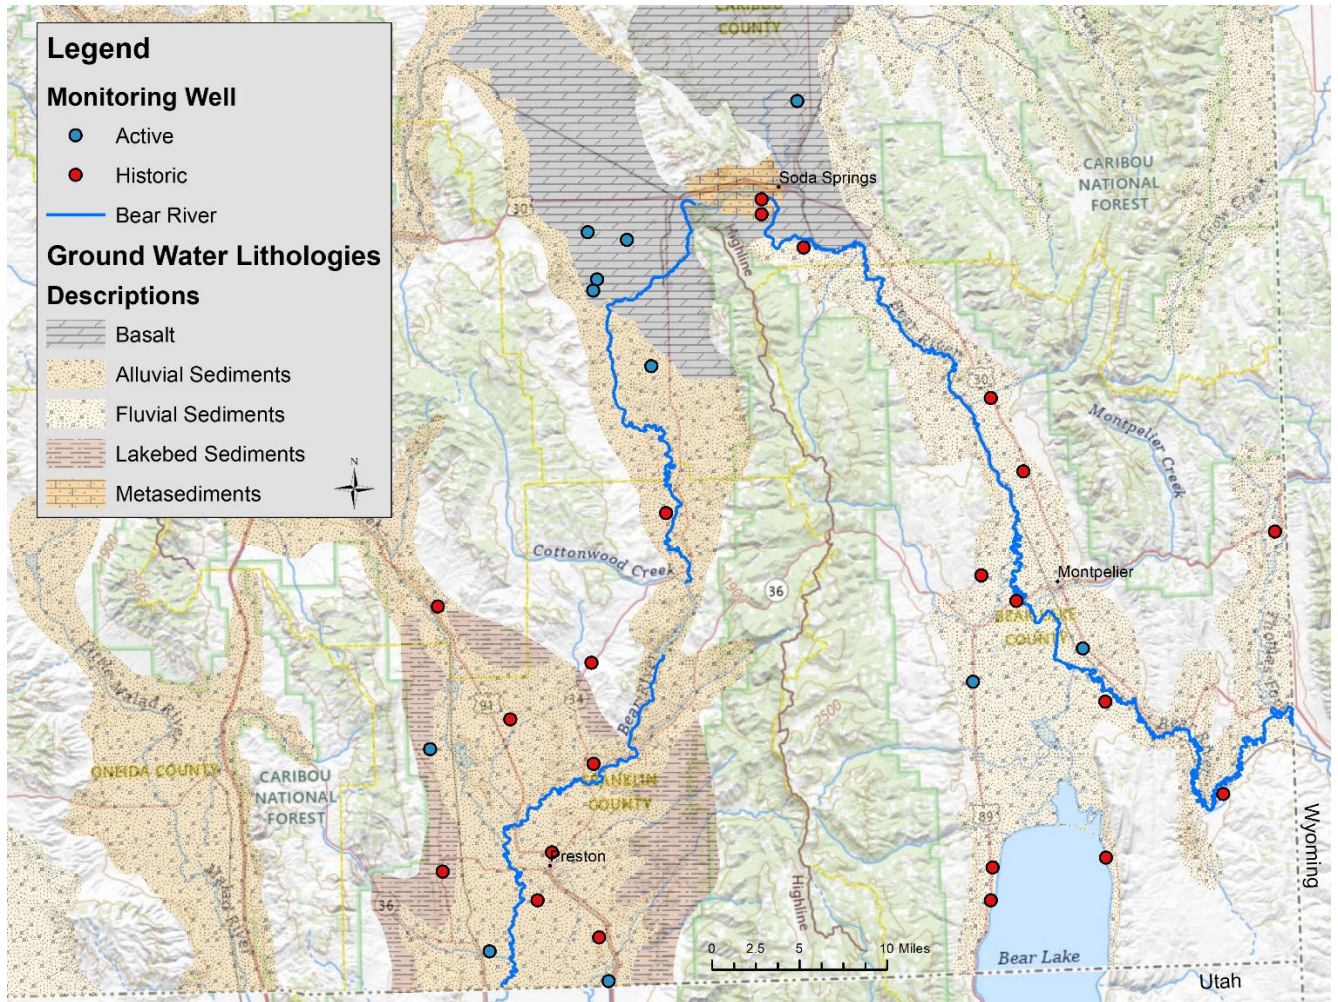 Legend
Monitoring Well
Active
Historic
Bear River
Ground Water Lithologies
Descriptions
Basalt
Alluvial Sediments
Fluvial Sediments
Lakebed Sediments
Metasediments
N
COUNTY
CARIBOU
NATIONAL
FOREST
Soda Springs
30
Highline
Bear River
30
Montpelier
Creek
Cottonwood Creek
1900
36
Montpelier
COUNTY
Little Malad River
91
34
Bear
2500
ONEIDA COUNTY
CARIBOU
NATIONAL
FOREST
FRANKLIN
COUNTY
89
Wyoming
Preston
36
Highline
Malad River
0 2.5 5 10 Miles
Bear Lake
Utah